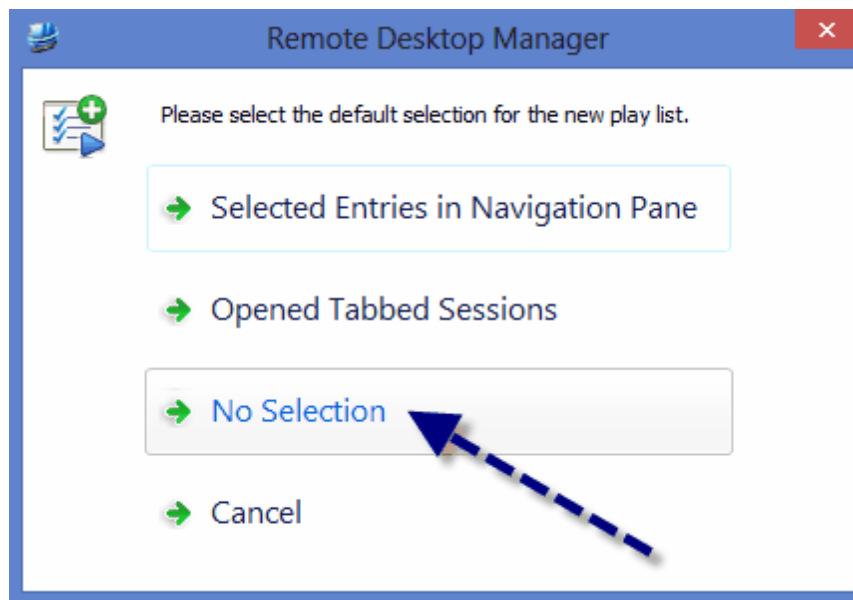 Remote Desktop Manager
Please select the default selection for the new play list.
Selected Entries in Navigation Pane
Opened Tabbed Sessions
No Selection
Cancel